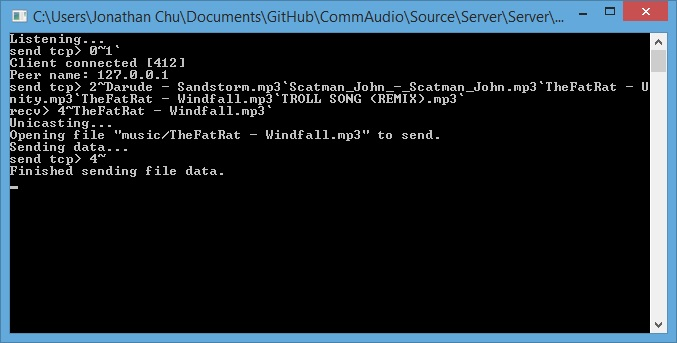 C:\Users\Jonathan Chu\Documents\GitHub\CommAudio\Source\Server\Server\...
Listening...
send tcp> 0~1`
Client connected [412]
Peer name: 127.0.0.1
send tcp> 2~Darude - Sandstorm.mp3`Scatman_John_-_Scatman_John.mp3`TheFatRat - U
nity.mp3`TheFatRat - Windfall.mp3`TROLL SONG (REMIX).mp3`
recv> 4~TheFatRat - Windfall.mp3`
Unicasting...
Opening file "music/TheFatRat - Windfall.mp3" to send.
Sending data...
send tcp> 4~
Finished sending file data.